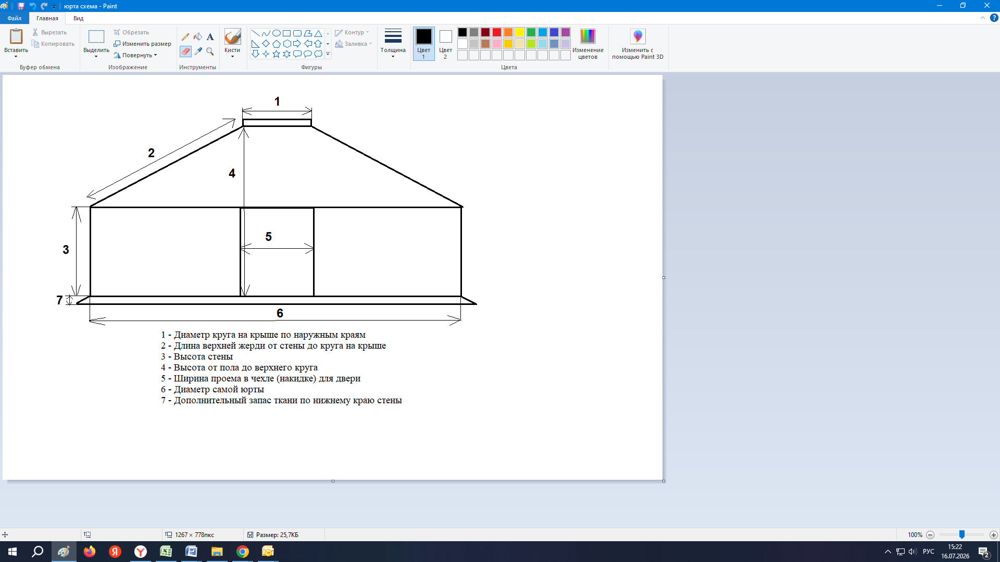 юрта схема - Paint
Файл Главная Вид
Вставить
Вырезать
Копировать
Буфер обмена
Выделить
Обрезать
Изменить размер
Повернуть
Изображение
A
Инструменты
Кисти
Контур
Заливка
Фигуры
Толщина
Цвет 1
Цвет 2
Изменение цветов
Цвета
Изменить с помощью Paint 3D
1
2
4
5
3
7
6
1 - Диаметр круга на крыше по наружным краям
2 - Длина верхней жерди от стены до круга на крыше
3 - Высота стены
4 - Высота от пола до верхнего круга
5 - Ширина проема в чехле (накидке) для двери
6 - Диаметр самой юрты
7 - Дополнительный запас ткани по нижнему краю стены
1267 × 778пкс
Размер: 25,7КБ
100%
РУС
15:22
16.07.2026
2